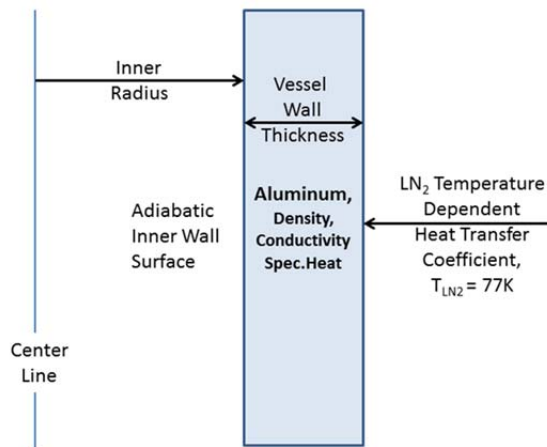 Inner
Radius
Vessel
Wall
Thickness
Adiabatic
Inner Wall
Surface
Aluminum,
Density,
Conductivity
Spec.Heat
LN₂ Temperature
Dependent
Heat Transfer
Coefficient,
T_LN2 = 77K
Center
Line